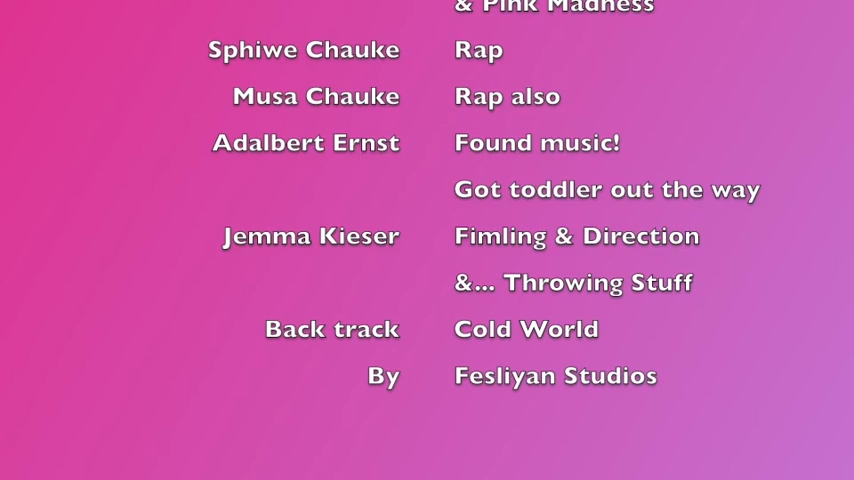 & Pink Madness
Sphiwe Chauke Rap
Musa Chauke Rap also
Adalbert Ernst Found music!
Got toddler out the way
Jemma Kieser Fimling & Direction
&... Throwing Stuff
Back track Cold World
By Fesliyan Studios